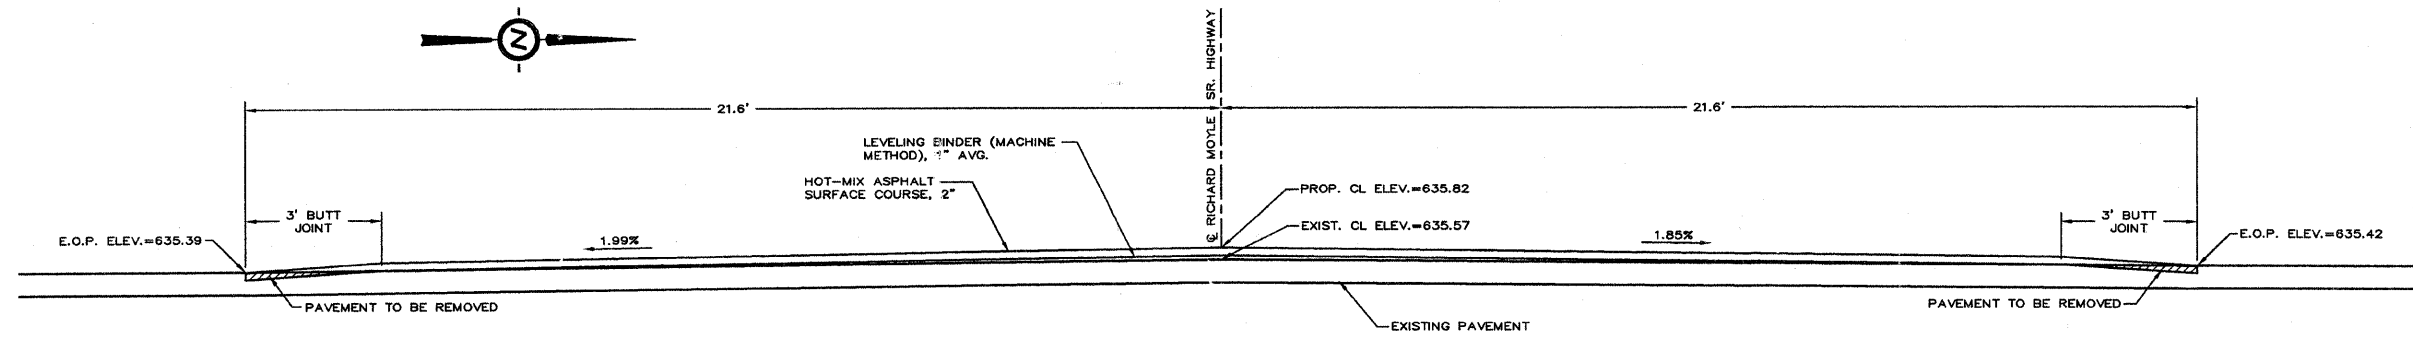 N
℄ RICHARD MOYLE SR. HIGHWAY
21.6'
21.6'
LEVELING BINDER (MACHINE
METHOD), 1" AVG.
HOT-MIX ASPHALT
SURFACE COURSE, 2"
PROP. CL ELEV.=635.82
EXIST. CL ELEV.=635.57
3' BUTT
JOINT
3' BUTT
JOINT
E.O.P. ELEV.=635.39
1.99%
1.85%
E.O.P. ELEV.=635.42
PAVEMENT TO BE REMOVED
PAVEMENT TO BE REMOVED
EXISTING PAVEMENT